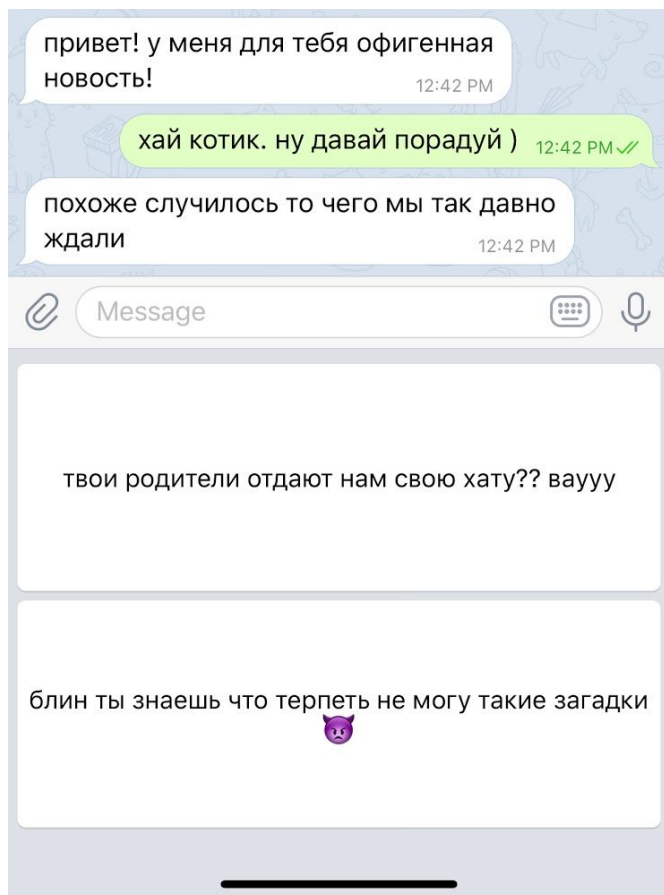 привет! у меня для тебя офигенная
новость!
12:42 PM
хай котик. ну давай порадуй )
12:42 PM
похоже случилось то чего мы так давно
ждали
12:42 PM
Message
твои родители отдают нам свою хату?? вауууу
блин ты знаешь что терпеть не могу такие загадки
👿